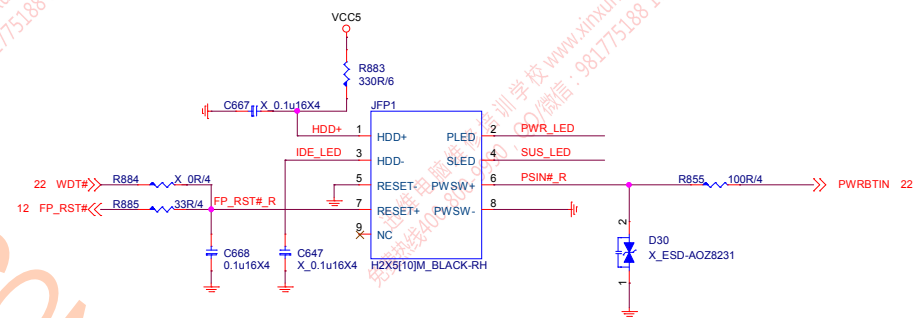 VCC5
R883
330R/6
C667
X_0.1u16X4
JFP1
HDD+
1
HDD+
PLED
2
PWR_LED
IDE_LED
3
HDD-
SLED
4
SUS_LED
22 WDT#
R884
X_0R/4
5
RESET-
PWSW+
6
PSIN#_R
R855
100R/4
PWRBTIN 22
12 FP_RST#
R885
33R/4
FP_RST#_R
7
RESET+
PWSW-
8
9
NC
2
D30
X_ESD-AOZ8231
1
C668
0.1u16X4
C647
X_0.1u16X4
H2X5[10]M_BLACK-RH